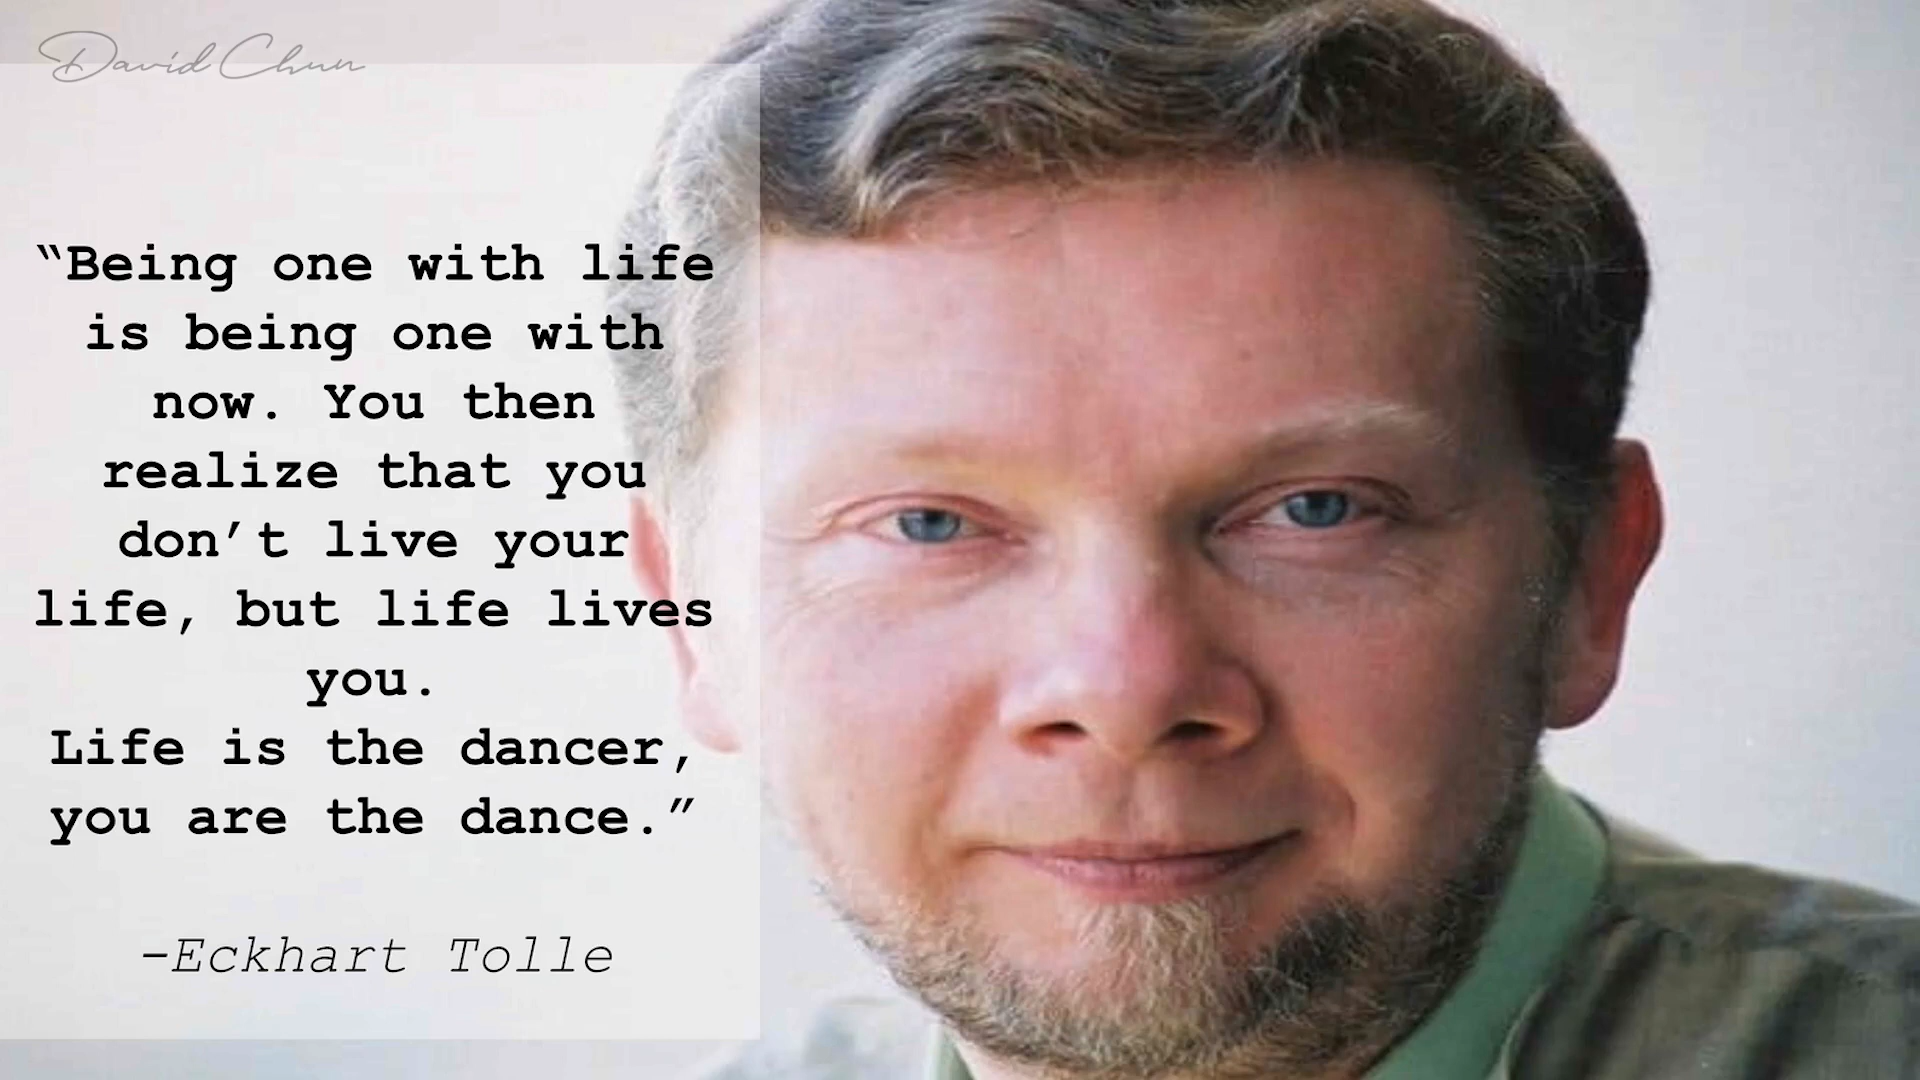 David Chun
“Being one with life
is being one with
now. You then
realize that you
don’t live your
life, but life lives
you.
Life is the dancer,
you are the dance.”
-Eckhart Tolle